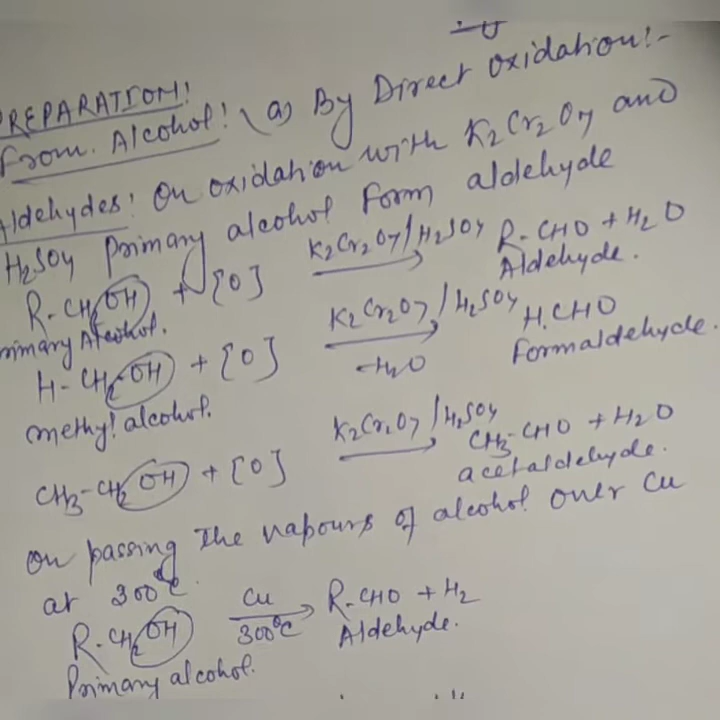 PREPARATION!
From. Alcohol! (a) By Direct oxidation!-
Aldehydes! On oxidation with K2Cr2O7 and
H2SO4 primary alcohol form aldehyde
R-CH2OH + [O] K2Cr2O7/H2SO4 R-CHO + H2O
Primary Alcohol. Aldehyde.
H-CH2-OH + [O] K2Cr2O7/H2SO4 -H2O H.CHO
methyl alcohol. Formaldehyde.
CH3-CH2OH + [O] K2Cr2O7/H2SO4 CH3-CHO + H2O
acetaldehyde.
On passing the vapours of alcohol over Cu
at 300°C.
R-CH2OH Cu 300°C R-CHO + H2
Primary alcohol. Aldehyde.